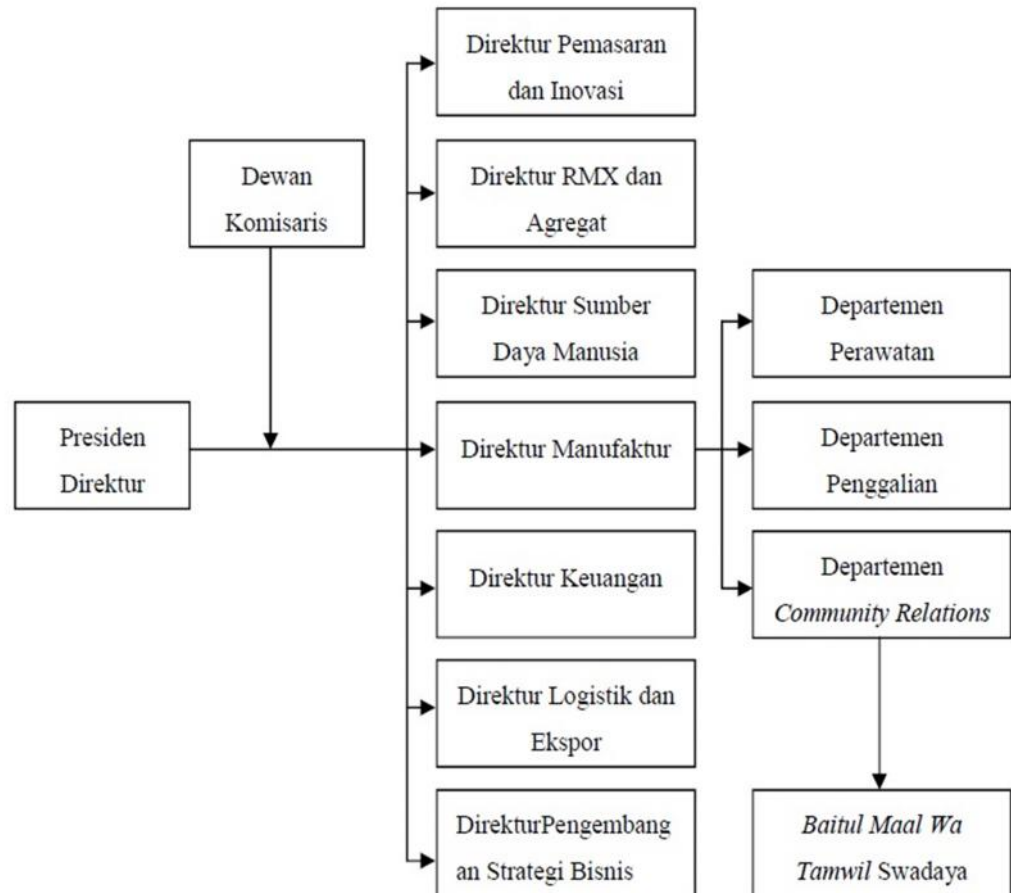 Direktur Pemasaran
dan Inovasi
Dewan
Komisaris
Direktur RMX dan
Agregat
Direktur Sumber
Daya Manusia
Departemen
Perawatan
Presiden
Direktur
Direktur Manufaktur
Departemen
Penggalian
Direktur Keuangan
Departemen
Community Relations
Direktur Logistik dan
Ekspor
DirekturPengembang
an Strategi Bisnis
Baitul Maal Wa
Tamwil Swadaya